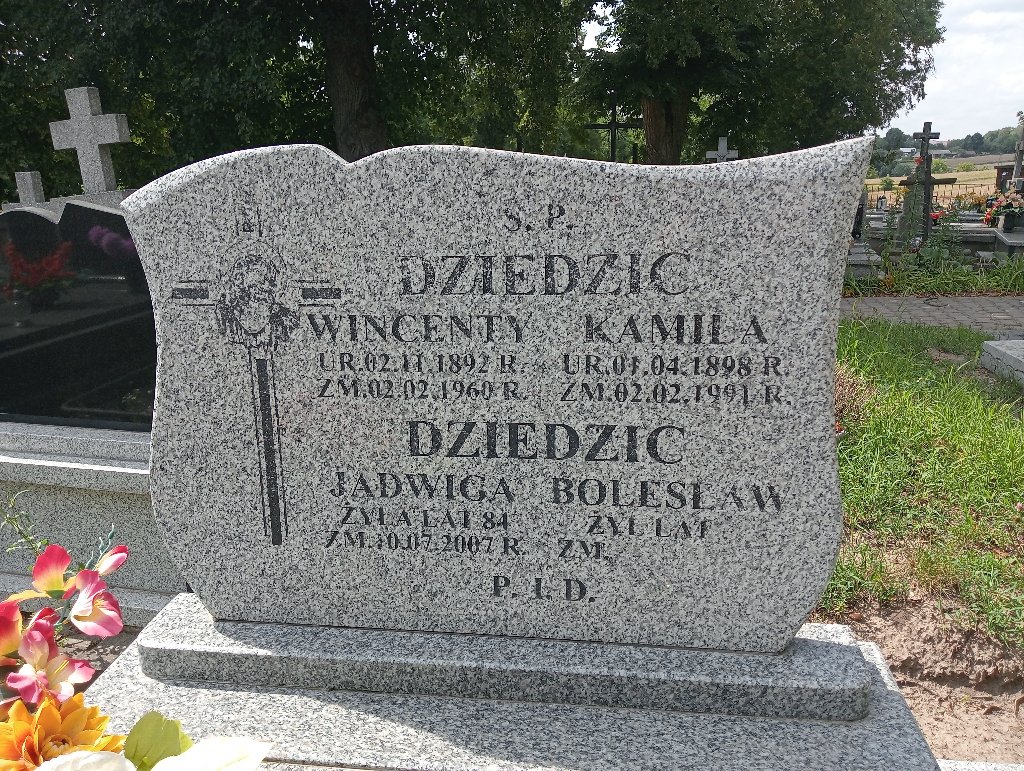 Ś. P.
DZIEDZIC
WINCENTY KAMILA
UR.02.11.1892 R. UR.01.04.1898 R.
ZM.02.02.1960 R. ZM.02.02.1991 R.
DZIEDZIC
JADWIGA BOLESŁAW
ŻYŁA LAT 84 ŻYŁ LAT
ZM.10.07.2007 R. ZM.
P. I. D.